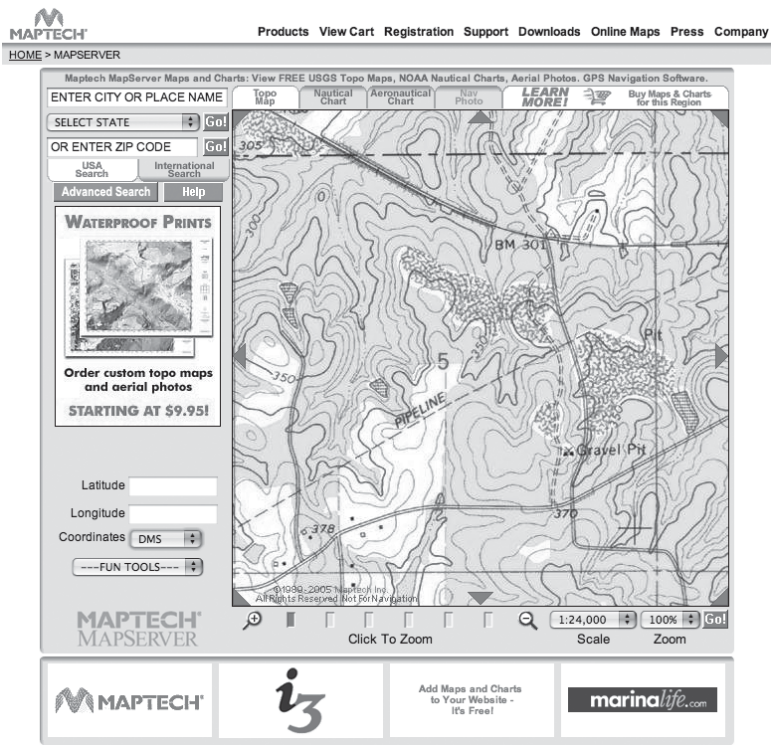 MAPTECH®
Products View Cart Registration Support Downloads Online Maps Press Company
HOME > MAPSERVER
Maptech MapServer Maps and Charts: View FREE USGS Topo Maps, NOAA Nautical Charts, Aerial Photos. GPS Navigation Software.
ENTER CITY OR PLACE NAME
SELECT STATE Go!
OR ENTER ZIP CODE Go!
USA Search
International Search
Advanced Search Help
Topo Map
Nautical Chart
Aeronautical Chart
Nav Photo
LEARN MORE!
Buy Maps & Charts for this Region
WATERPROOF PRINTS
Order custom topo maps
and aerial photos
STARTING AT $9.95!
305
300
BM 301
350
350
5
Pit
PIPELINE
Gravel Pit
370
378
©1999-2005 Maptech Inc.
All Rights Reserved Not For Navigation
Latitude
Longitude
Coordinates DMS
---FUN TOOLS---
MAPTECH®
MAPSERVER
Click To Zoom
1:24,000 100% Go!
Scale Zoom
MAPTECH®
i3
Add Maps and Charts
to Your Website -
It's Free!
marinalife.com